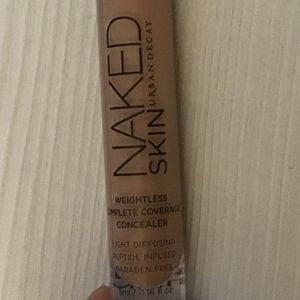 NAKED
SKIN
URBAN DECAY
WEIGHTLESS
COMPLETE COVERAGE
CONCEALER
LIGHT DIFFUSING
PEPTIDE INFUSED
PARABEN FREE
5ml / 0.16 fl oz